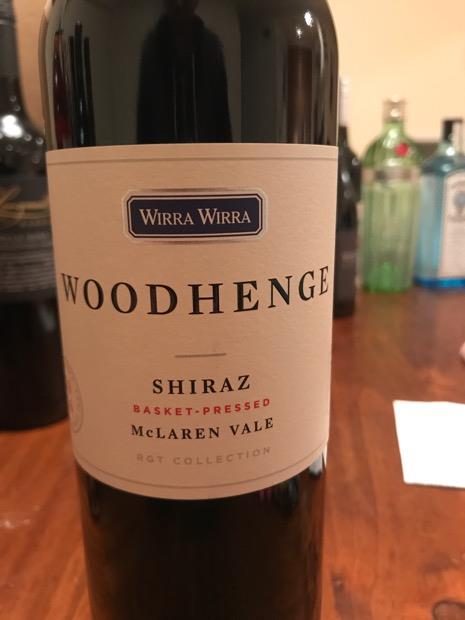 WIRRA WIRRA
WOODHENGE
SHIRAZ
BASKET-PRESSED
McLAREN VALE
RGT COLLECTION